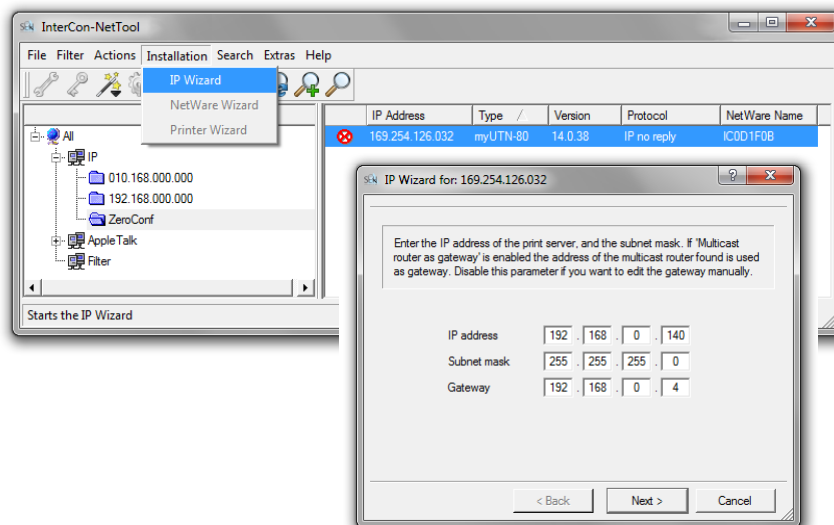 SEH InterCon-NetTool
File Filter Actions Installation Search Extras Help
IP Wizard
NetWare Wizard
Printer Wizard
IP Address Type Version Protocol NetWare Name
169.254.126.032 myUTN-80 14.0.38 IP no reply IC0D1F0B
All
IP
010.168.000.000
192.168.000.000
ZeroConf
AppleTalk
Filter
Starts the IP Wizard
SEH IP Wizard for: 169.254.126.032
Enter the IP address of the print server, and the subnet mask. If 'Multicast
router as gateway' is enabled the address of the multicast router found is used
as gateway. Disable this parameter if you want to edit the gateway manually.
IP address 192 . 168 . 0 . 140
Subnet mask 255 . 255 . 255 . 0
Gateway 192 . 168 . 0 . 4
< Back Next > Cancel